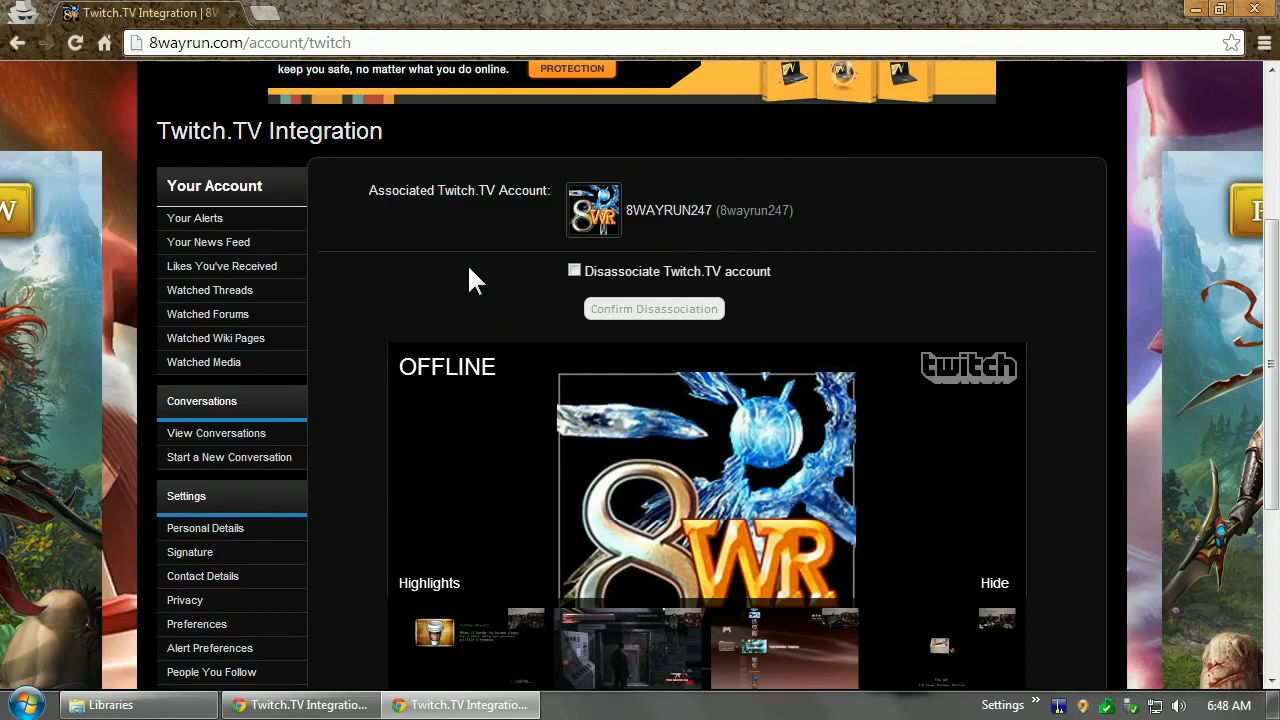 Twitch.TV Integration | 8W
8wayrun.com/account/twitch
keep you safe, no matter what you do online.
PROTECTION
Twitch.TV Integration
Your Account
Your Alerts
Your News Feed
Likes You've Received
Watched Threads
Watched Forums
Watched Wiki Pages
Watched Media
Conversations
View Conversations
Start a New Conversation
Settings
Personal Details
Signature
Contact Details
Privacy
Preferences
Alert Preferences
People You Follow
Associated Twitch.TV Account:
8WR
8WAYRUN247 (8wayrun247)
Disassociate Twitch.TV account
Confirm Disassociation
OFFLINE
twitch
8WR
Highlights
Hide
Libraries
Twitch.TV Integratio...
Twitch.TV Integratio...
Settings
6:48 AM